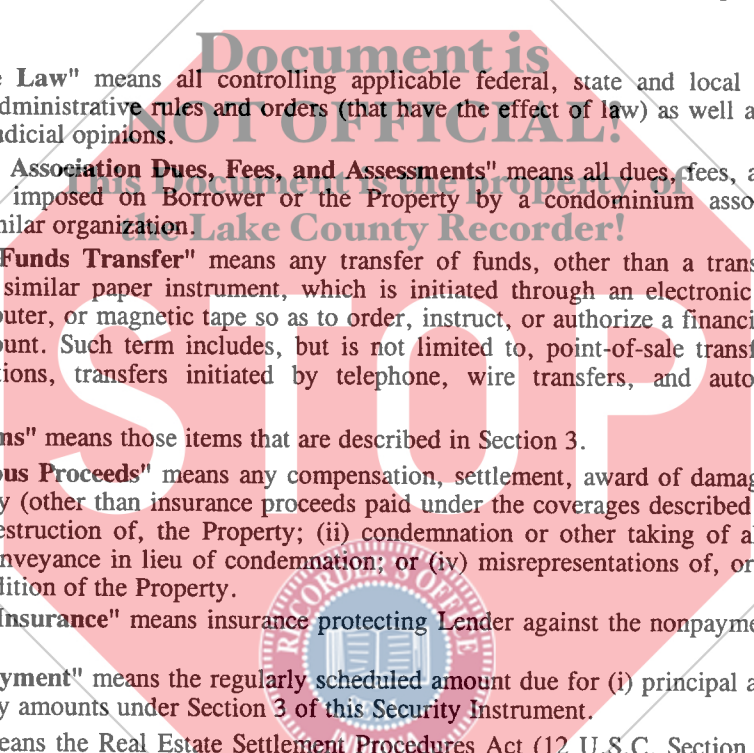 Document is
Law" means all controlling applicable federal, state and local
dministrative rules and orders (that have the effect of law) as well a
NOT OFFICIAL!
dicial opinions.
Association Dues, Fees, and Assessments" means all dues, fees, a
This Document is the property of
imposed on Borrower or the Property by a condominium asso
ilar organization.
the Lake County Recorder!
Funds Transfer" means any transfer of funds, other than a trans
similar paper instrument, which is initiated through an electronic
uter, or magnetic tape so as to order, instruct, or authorize a financi
ount. Such term includes, but is not limited to, point-of-sale transf
ions, transfers initiated by telephone, wire transfers, and auto
STOP
ns" means those items that are described in Section 3.
ous Proceeds" means any compensation, settlement, award of damag
y (other than insurance proceeds paid under the coverages described
estruction of, the Property; (ii) condemnation or other taking of a
nveyance in lieu of condemnation; or (iv) misrepresentations of, or
dition of the Property.
RECORDER'S OFFICE
Insurance" means insurance protecting Lender against the nonpayme
yment" means the regularly scheduled amount due for (i) principal a
y amounts under Section 3 of this Security Instrument.
eans the Real Estate Settlement Procedures Act (12 U.S.C. Section